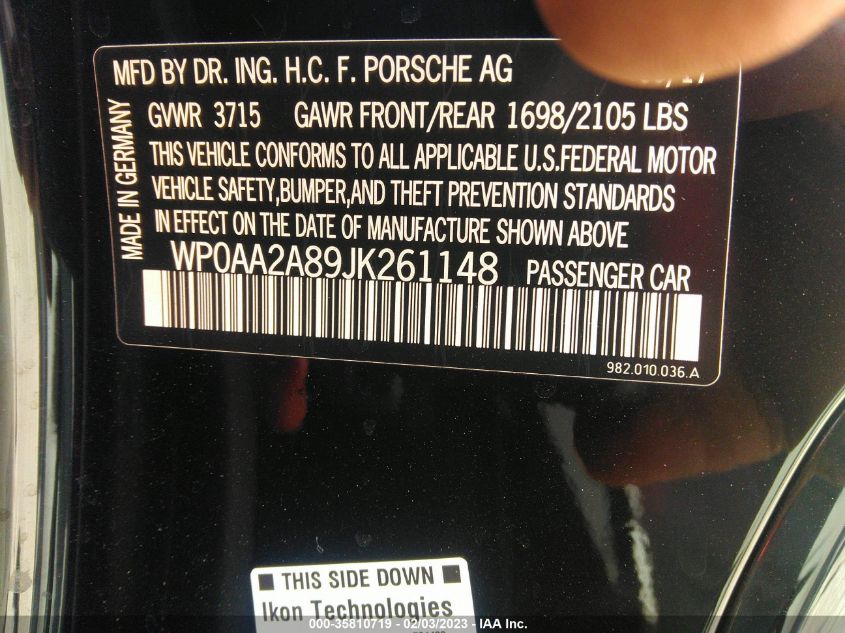 MFD BY DR. ING. H.C. F. PORSCHE AG
GVWR 3715 GAWR FRONT/REAR 1698/2105 LBS
THIS VEHICLE CONFORMS TO ALL APPLICABLE U.S.FEDERAL MOTOR
VEHICLE SAFETY,BUMPER,AND THEFT PREVENTION STANDARDS
IN EFFECT ON THE DATE OF MANUFACTURE SHOWN ABOVE
MADE IN GERMANY
WP0AA2A89JK261148 PASSENGER CAR
982.010.036.A
THIS SIDE DOWN
Ikon Technologies
000-35810719 - 02/03/2023 - IAA Inc.